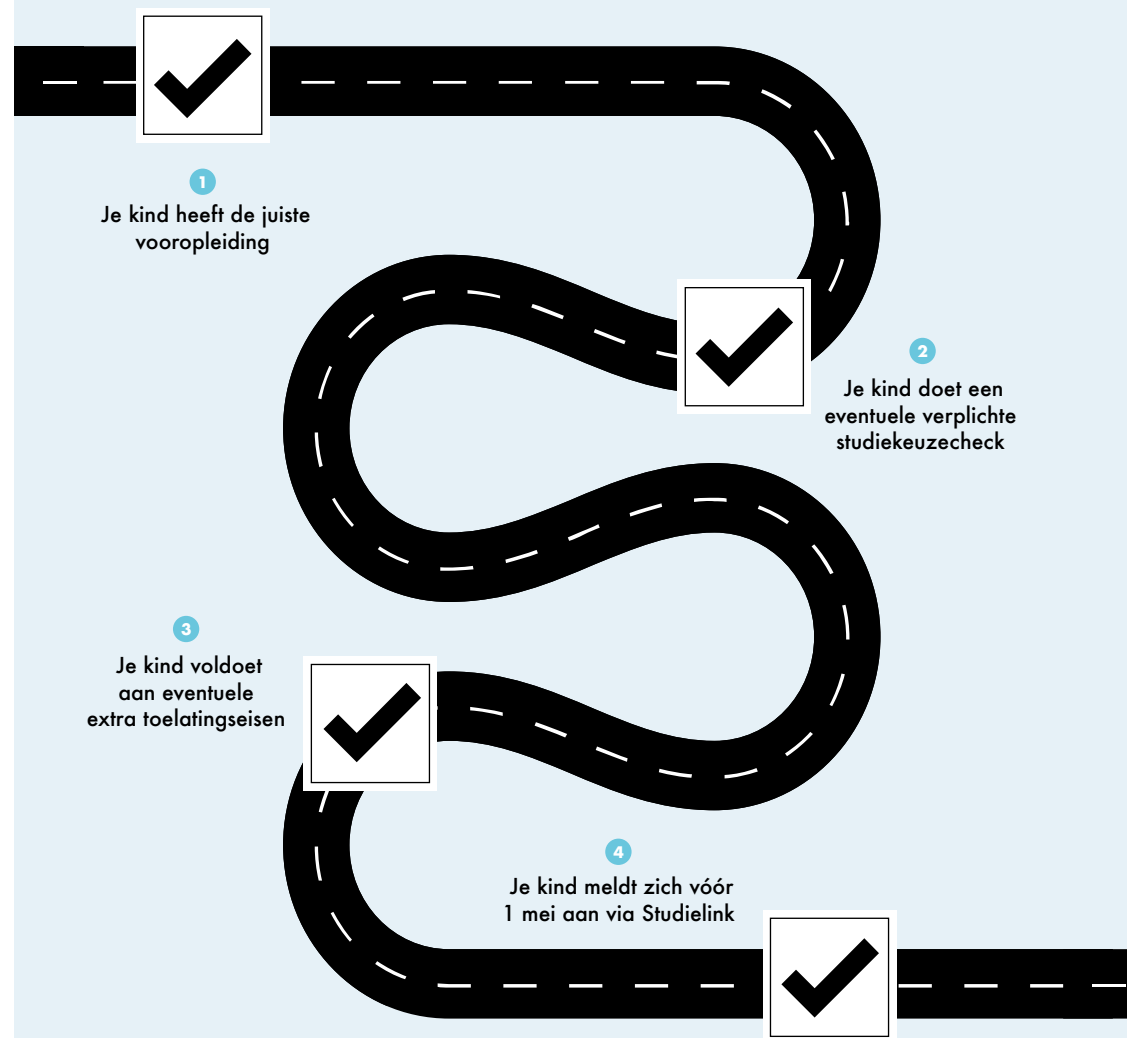 1
Je kind heeft de juiste
vooropleiding
2
Je kind doet een
eventuele verplichte
studiekeuzecheck
3
Je kind voldoet
aan eventuele
extra toelatingseisen
4
Je kind meldt zich vóór
1 mei aan via Studielink